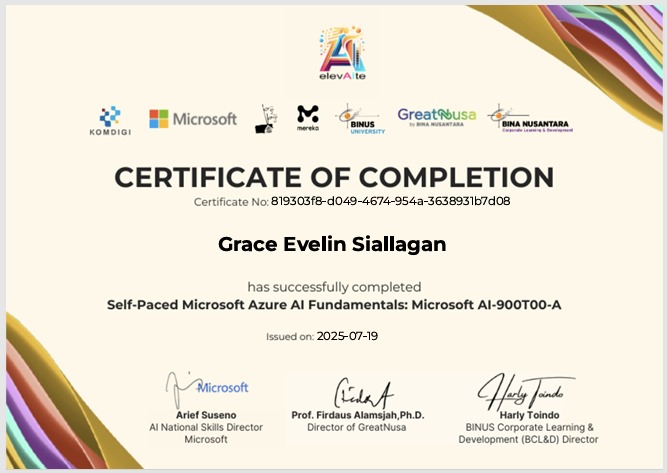 elevAIte
KOMDIGI
Microsoft
mereka
BINUS
UNIVERSITY
GreatNusa
by BINA NUSANTARA
BINA NUSANTARA
Corporate Learning & Development
CERTIFICATE OF COMPLETION
Certificate No: 819303f8-d049-4674-954a-3638931b7d08
Grace Evelin Siallagan
has successfully completed
Self-Paced Microsoft Azure AI Fundamentals: Microsoft AI-900T00-A
Issued on: 2025-07-19
Microsoft
Arief Suseno
AI National Skills Director
Microsoft
Prof. Firdaus Alamsjah,Ph.D.
Director of GreatNusa
Harly Toindo
Harly Toindo
BINUS Corporate Learning &
Development (BCL&D) Director